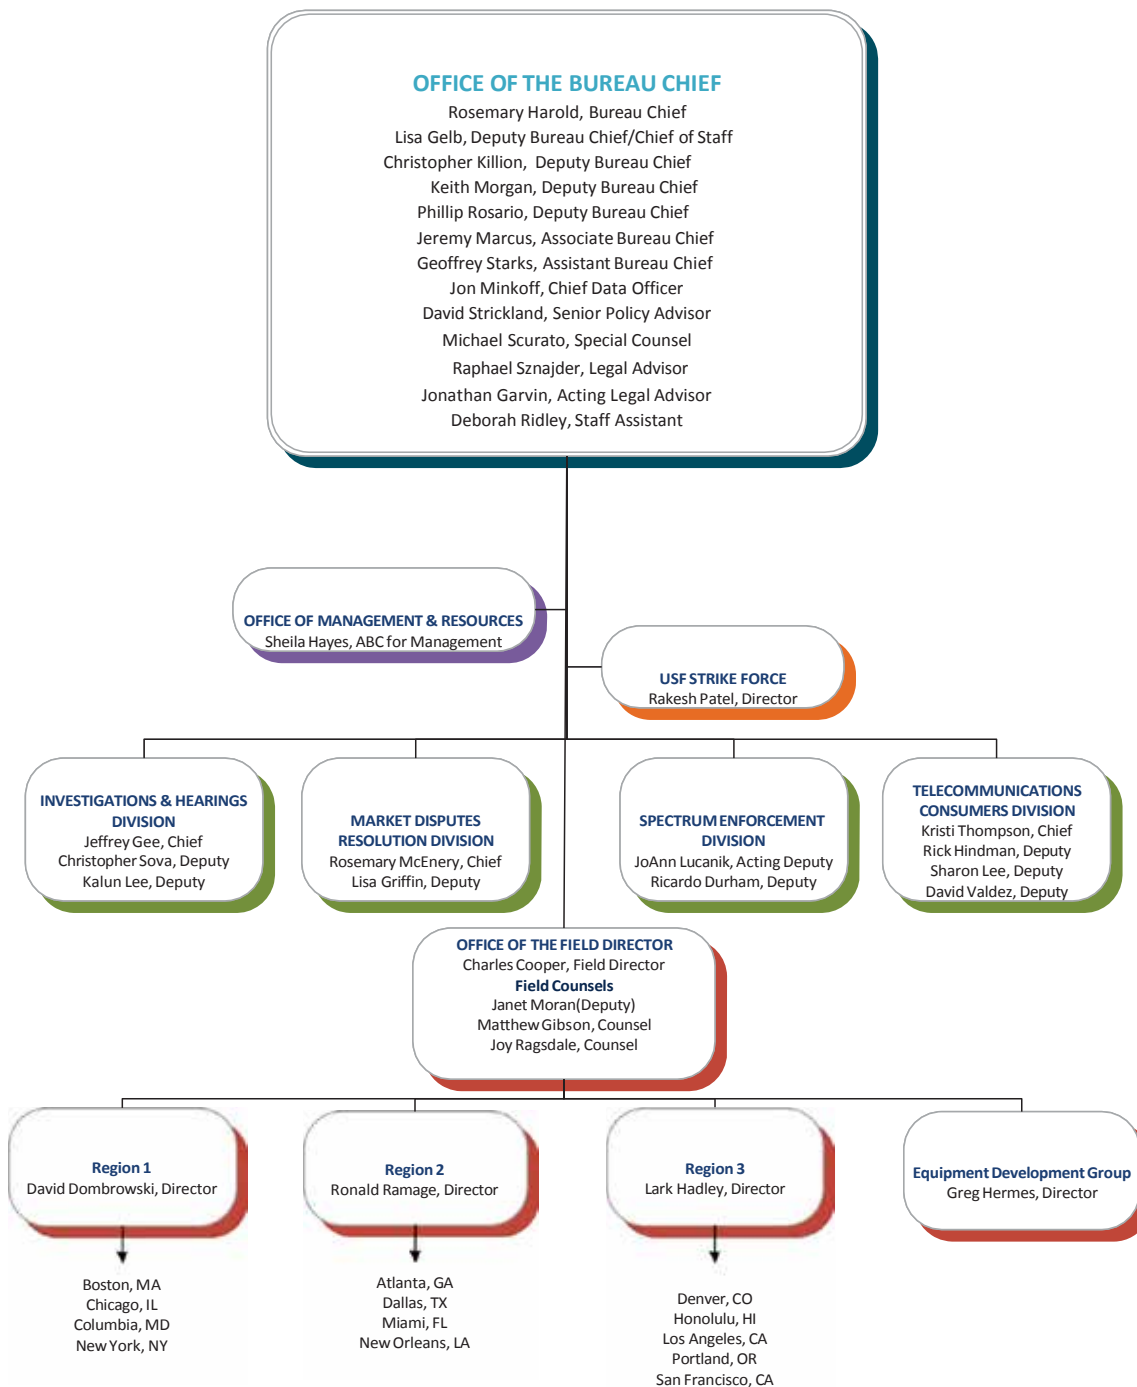 OFFICE OF THE BUREAU CHIEF
Rosemary Harold, Bureau Chief
Lisa Gelb, Deputy Bureau Chief/Chief of Staff
Christopher Killion, Deputy Bureau Chief
Keith Morgan, Deputy Bureau Chief
Phillip Rosario, Deputy Bureau Chief
Jeremy Marcus, Associate Bureau Chief
Geoffrey Starks, Assistant Bureau Chief
Jon Minkoff, Chief Data Officer
David Strickland, Senior Policy Advisor
Michael Scurato, Special Counsel
Raphael Sznajder, Legal Advisor
Jonathan Garvin, Acting Legal Advisor
Deborah Ridley, Staff Assistant
OFFICE OF MANAGEMENT & RESOURCES
Sheila Hayes, ABC for Management
USF STRIKE FORCE
Rakesh Patel, Director
INVESTIGATIONS & HEARINGS
DIVISION
Jeffrey Gee, Chief
Christopher Sova, Deputy
Kalun Lee, Deputy
MARKET DISPUTES
RESOLUTION DIVISION
Rosemary McEnery, Chief
Lisa Griffin, Deputy
SPECTRUM ENFORCEMENT
DIVISION
JoAnn Lucanik, Acting Deputy
Ricardo Durham, Deputy
TELECOMMUNICATIONS
CONSUMERS DIVISION
Kristi Thompson, Chief
Rick Hindman, Deputy
Sharon Lee, Deputy
David Valdez, Deputy
OFFICE OF THE FIELD DIRECTOR
Charles Cooper, Field Director
Field Counsels
Janet Moran(Deputy)
Matthew Gibson, Counsel
Joy Ragsdale, Counsel
Region 1
David Dombrowski, Director
Boston, MA
Chicago, IL
Columbia, MD
New York, NY
Region 2
Ronald Ramage, Director
Atlanta, GA
Dallas, TX
Miami, FL
New Orleans, LA
Region 3
Lark Hadley, Director
Denver, CO
Honolulu, HI
Los Angeles, CA
Portland, OR
San Francisco, CA
Equipment Development Group
Greg Hermes, Director